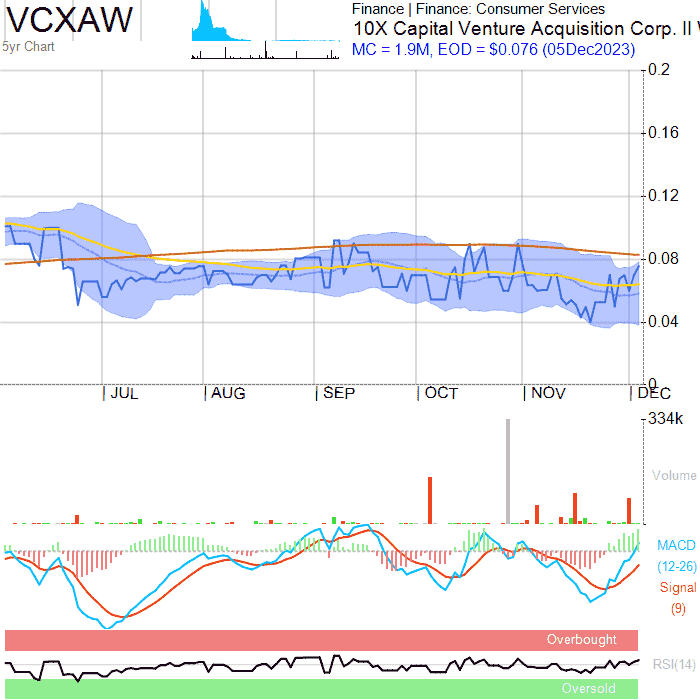 VCXAW
5yr Chart
Finance | Finance: Consumer Services
10X Capital Venture Acquisition Corp. II
MC = 1.9M, EOD = $0.076 (05Dec2023)
0.2
0.16
0.12
0.08
0.04
0
JUL AUG SEP OCT NOV DEC
334k
Volume
MACD
(12-26)
Signal
(9)
Overbought
RSI(14)
Oversold